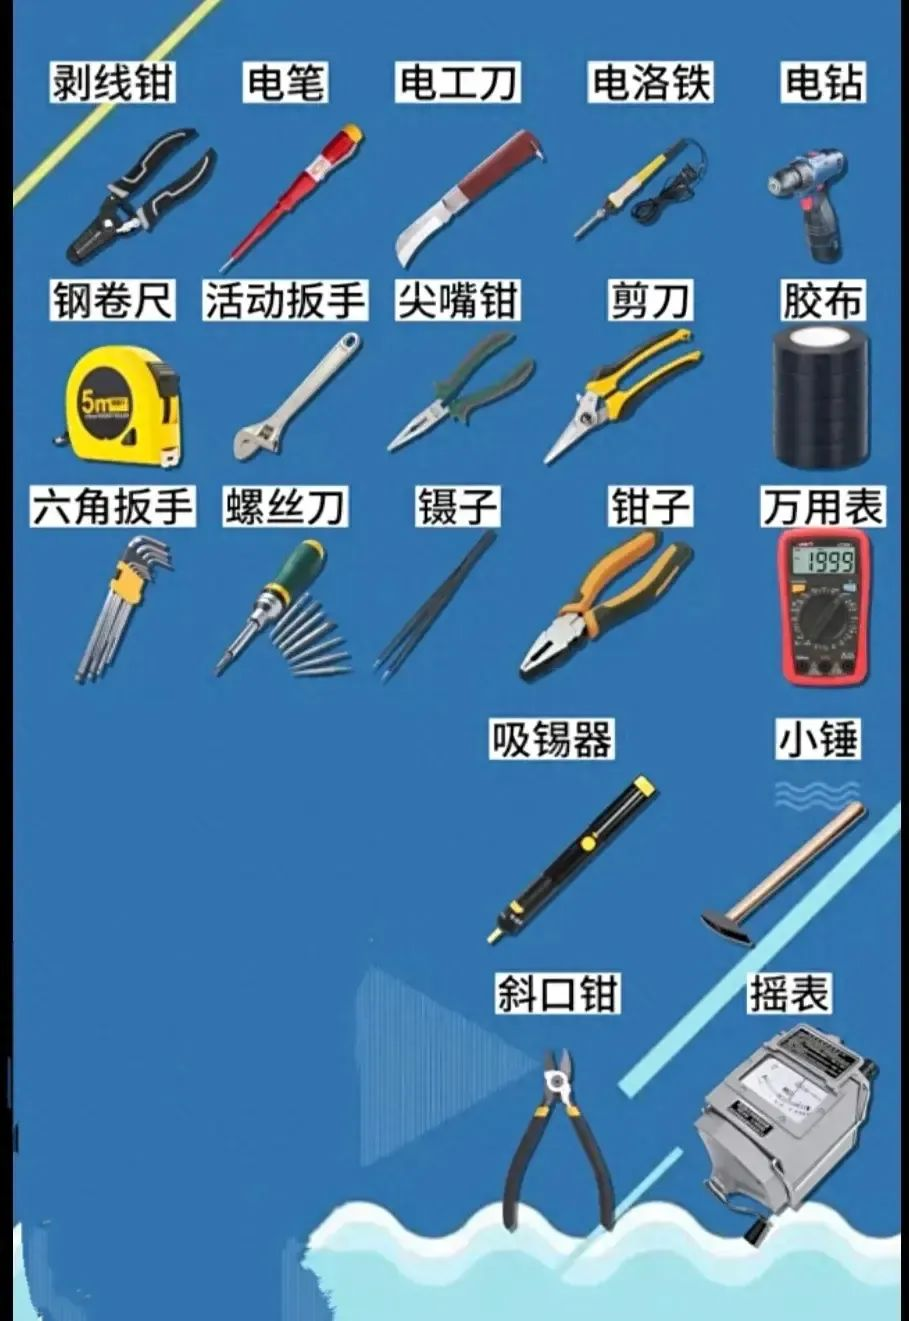 剥线钳 电笔 电工刀 电洛铁 电钻
钢卷尺 活动扳手 尖嘴钳 剪刀 胶布
5m
六角扳手 螺丝刀 镊子 钳子 万用表
1999
吸锡器 小锤
斜口钳 摇表